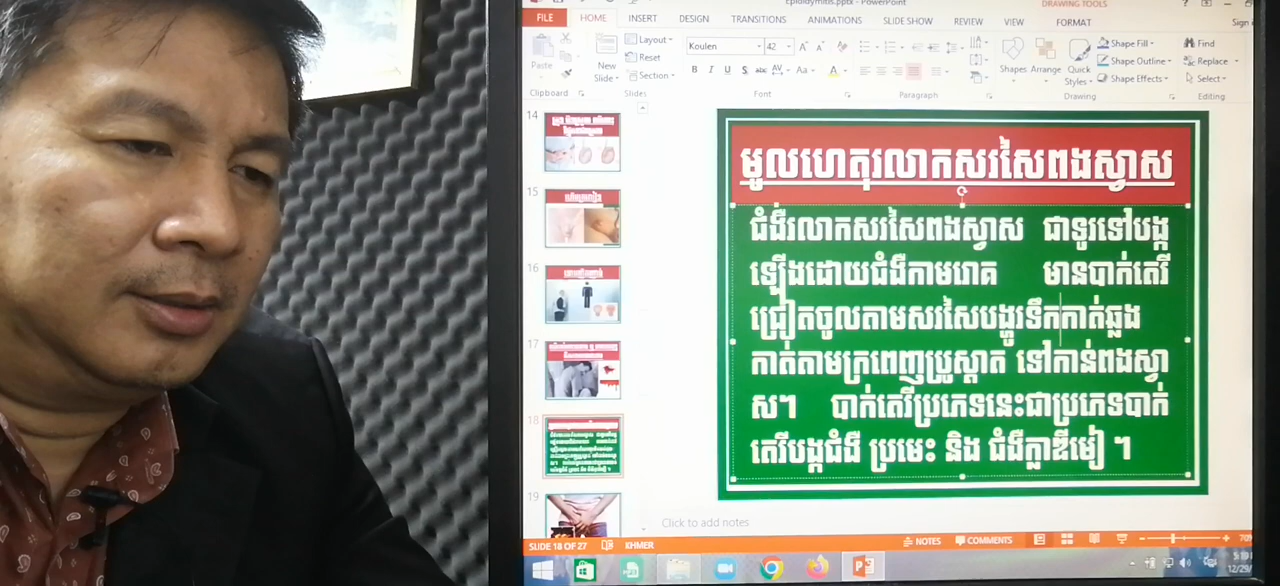 Epididymitis.pptx - PowerPoint
DRAWING TOOLS
FILE HOME INSERT DESIGN TRANSITIONS ANIMATIONS SLIDE SHOW REVIEW VIEW FORMAT Sign
Paste
New Slide
Layout
Reset
Section
Koulen 42
B I U S abc AV Aa A
Shapes Arrange Quick Styles
Shape Fill
Shape Outline
Shape Effects
Find
Replace
Select
Clipboard Slides Font Paragraph Drawing Editing
14
15
16
17
18
19
មូលហេតុរលាកសរសៃពងស្វាស
ជំងឺរលាកសរសៃពងស្វាស ជាទូរទៅបង្ក
ឡើងដោយជំងឺកាមរោគ មានបាក់តេរី
ជ្រៀតចូលតាមសរសៃបង្ហូរទឹកកាត់ឆ្លង
កាត់តាមក្រពេញប្រូស្តាត ទៅកាន់ពងស្វា
ស។ បាក់តេរីប្រភេទនេះជាប្រភេទបាក់
តេរីបង្កជំងឺ ប្រមេះ និង ជំងឺក្លាឌីមៀ ។
Click to add notes
SLIDE 18 OF 27 KHMER NOTES COMMENTS